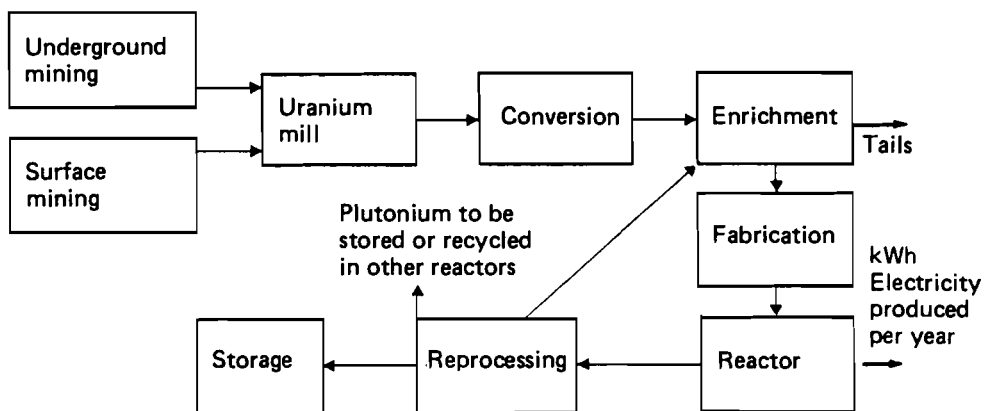 Underground
mining
Surface
mining
Uranium
mill
Conversion
Enrichment
Tails
Fabrication
kWh
Electricity
produced
per year
Plutonium to be
stored or recycled
in other reactors
Storage
Reprocessing
Reactor